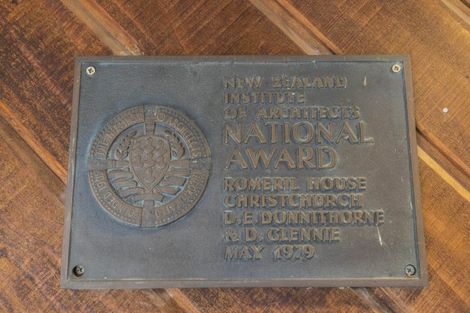 NEW ZEALAND
INSTITUTE
OF ARCHITECTS
NATIONAL
AWARD
ROMERIL HOUSE
CHRISTCHURCH
D.E. DONNITHORNE
& D. GLENNIE
MAY 1979